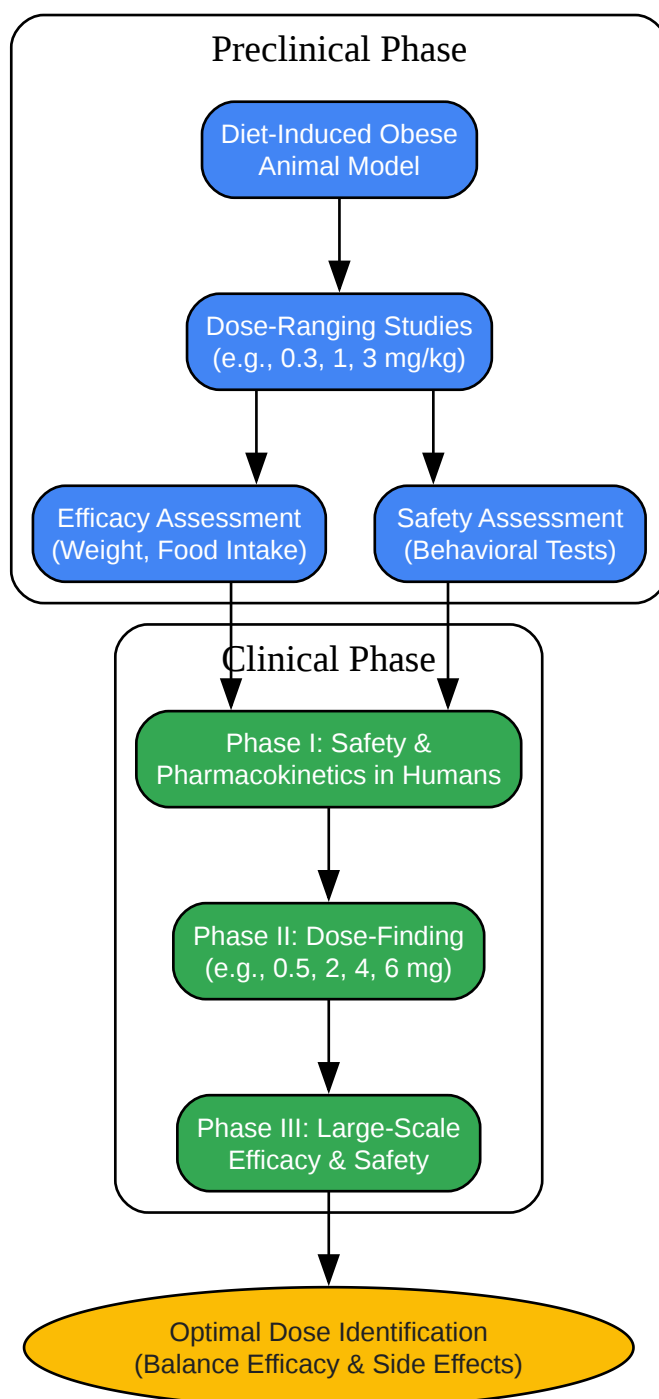 Preclinical Phase
Diet-Induced Obese
Animal Model
Dose-Ranging Studies
(e.g., 0.3, 1, 3 mg/kg)
Efficacy Assessment
(Weight, Food Intake)
Safety Assessment
(Behavioral Tests)
Clinical Phase
Phase I: Safety &
Pharmacokinetics in Humans
Phase II: Dose-Finding
(e.g., 0.5, 2, 4, 6 mg)
Phase III: Large-Scale
Efficacy & Safety
Optimal Dose Identification
(Balance Efficacy & Side Effects)